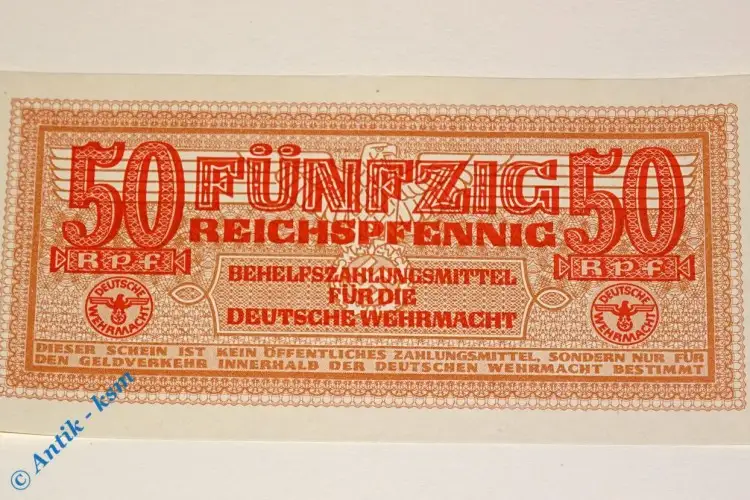 50 FÜNFZIG 50
REICHSPFENNIG
RPf RPf
BEHELFSZAHLUNGSMITTEL
FÜR DIE
DEUTSCHE WEHRMACHT
DEUTSCHE WEHRMACHT
DEUTSCHE WEHRMACHT
DIESER SCHEIN IST KEIN ÖFFENTLICHES ZAHLUNGSMITTEL, SONDERN NUR FÜR
DEN GELDVERKEHR INNERHALB DER DEUTSCHEN WEHRMACHT BESTIMMT
© Antik - ksm